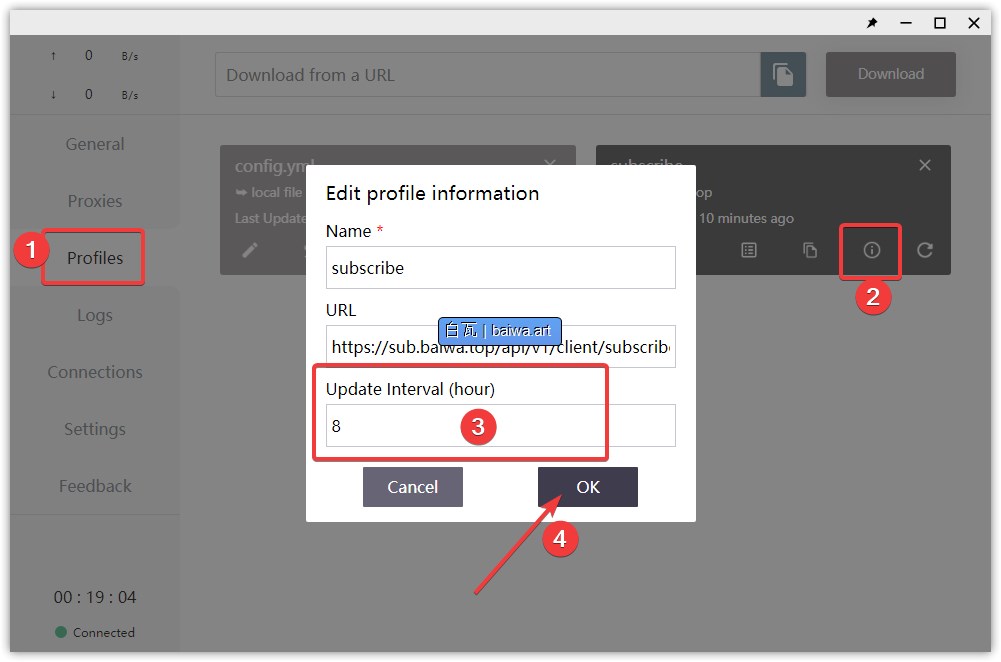 ↑ 0 B/s
↓ 0 B/s
General
Proxies
Profiles
Logs
Connections
Settings
Feedback
00 : 19 : 04
Connected
Download from a URL
Download
config.yml
local file
Last Update
subscribe
op
10 minutes ago
Edit profile information
Name *
subscribe
URL
白瓦 | baiwa.art
https://sub.baiwa.top/api/v1/client/subscribe
Update Interval (hour)
8
Cancel
OK
1
2
3
4